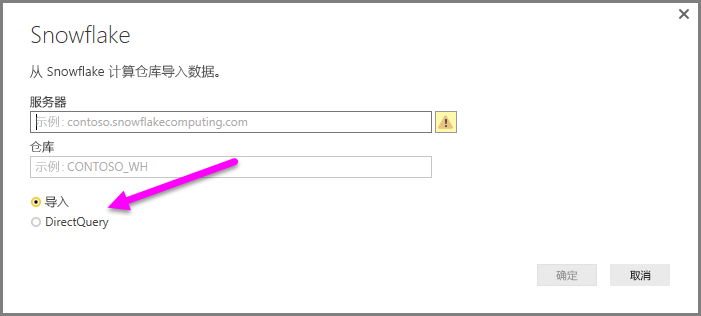 Snowflake
从 Snowflake 计算仓库导入数据。
服务器
示例: contoso.snowflakecomputing.com
仓库
示例: CONTOSO_WH
导入
DirectQuery
确定 取消